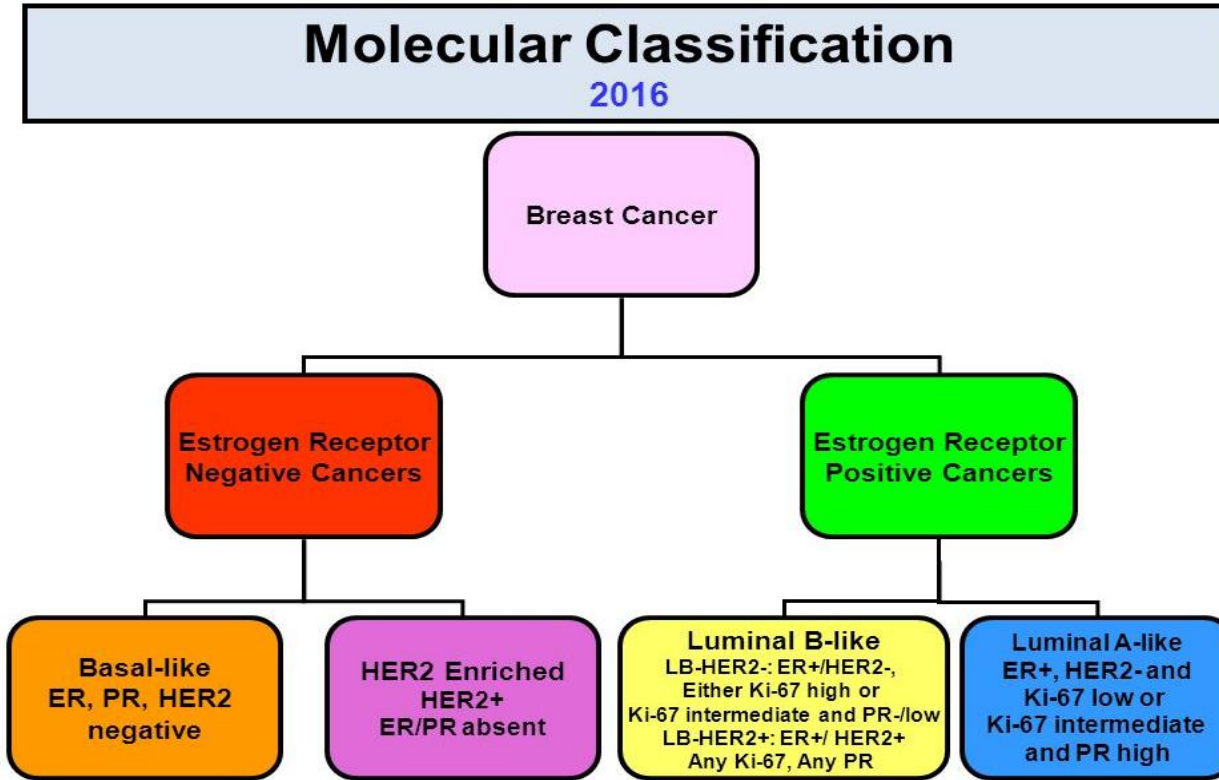 Molecular Classification
2016
Breast Cancer
Estrogen Receptor
Negative Cancers
Estrogen Receptor
Positive Cancers
Basal-like
ER, PR, HER2
negative
HER2 Enriched
HER2+
ER/PR absent
Luminal B-like
LB-HER2-: ER+/HER2-,
Either Ki-67 high or
Ki-67 intermediate and PR-/low
LB-HER2+: ER+/ HER2+
Any Ki-67, Any PR
Luminal A-like
ER+, HER2- and
Ki-67 low or
Ki-67 intermediate
and PR high